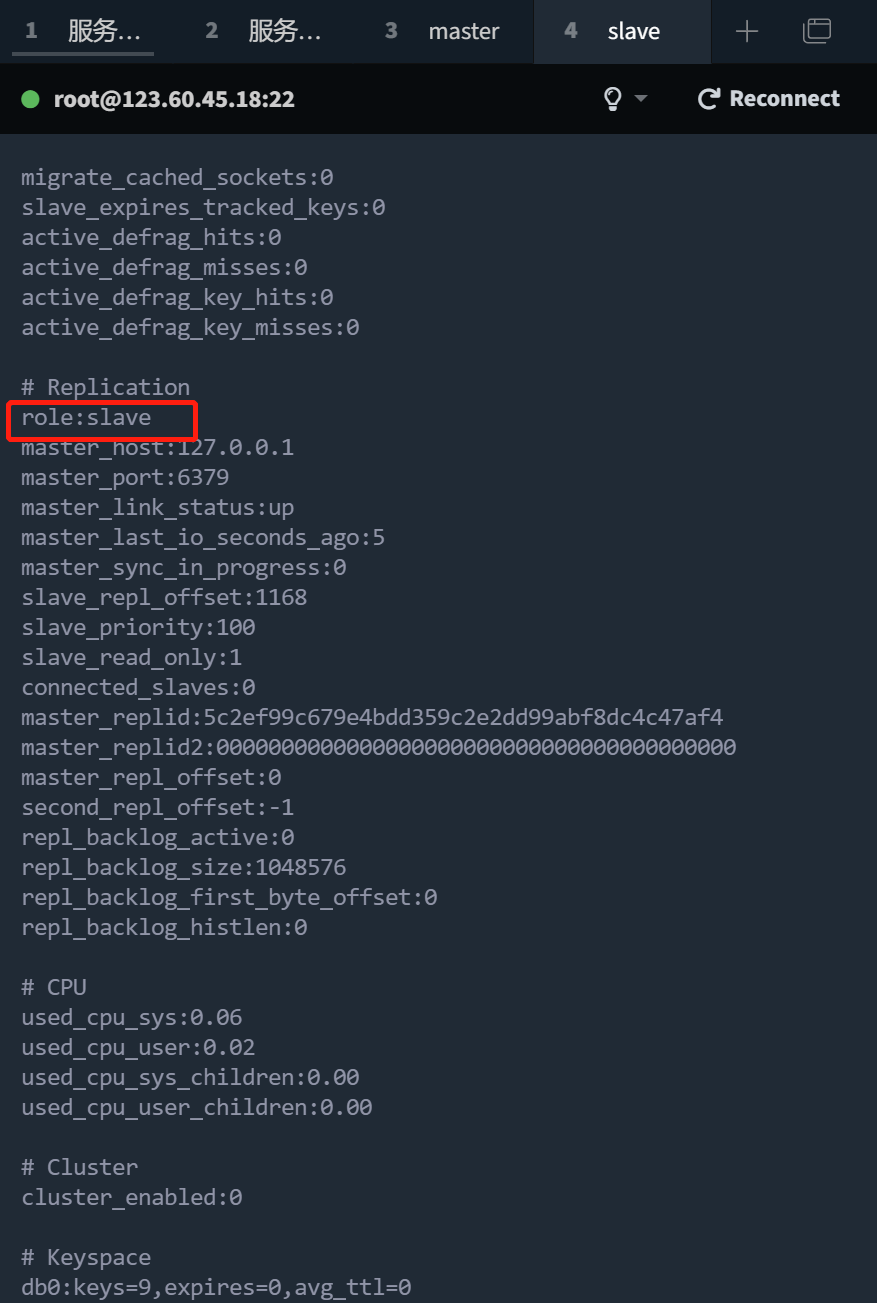 1 服务... 2 服务... 3 master 4 slave
root@123.60.45.18:22 Reconnect
migrate_cached_sockets:0
slave_expires_tracked_keys:0
active_defrag_hits:0
active_defrag_misses:0
active_defrag_key_hits:0
active_defrag_key_misses:0
# Replication
role:slave
master_host:127.0.0.1
master_port:6379
master_link_status:up
master_last_io_seconds_ago:5
master_sync_in_progress:0
slave_repl_offset:1168
slave_priority:100
slave_read_only:1
connected_slaves:0
master_replid:5c2ef99c679e4bdd359c2e2dd99abf8dc4c47af4
master_replid2:0000000000000000000000000000000000000000
master_repl_offset:0
second_repl_offset:-1
repl_backlog_active:0
repl_backlog_size:1048576
repl_backlog_first_byte_offset:0
repl_backlog_histlen:0
# CPU
used_cpu_sys:0.06
used_cpu_user:0.02
used_cpu_sys_children:0.00
used_cpu_user_children:0.00
# Cluster
cluster_enabled:0
# Keyspace
db0:keys=9,expires=0,avg_ttl=0